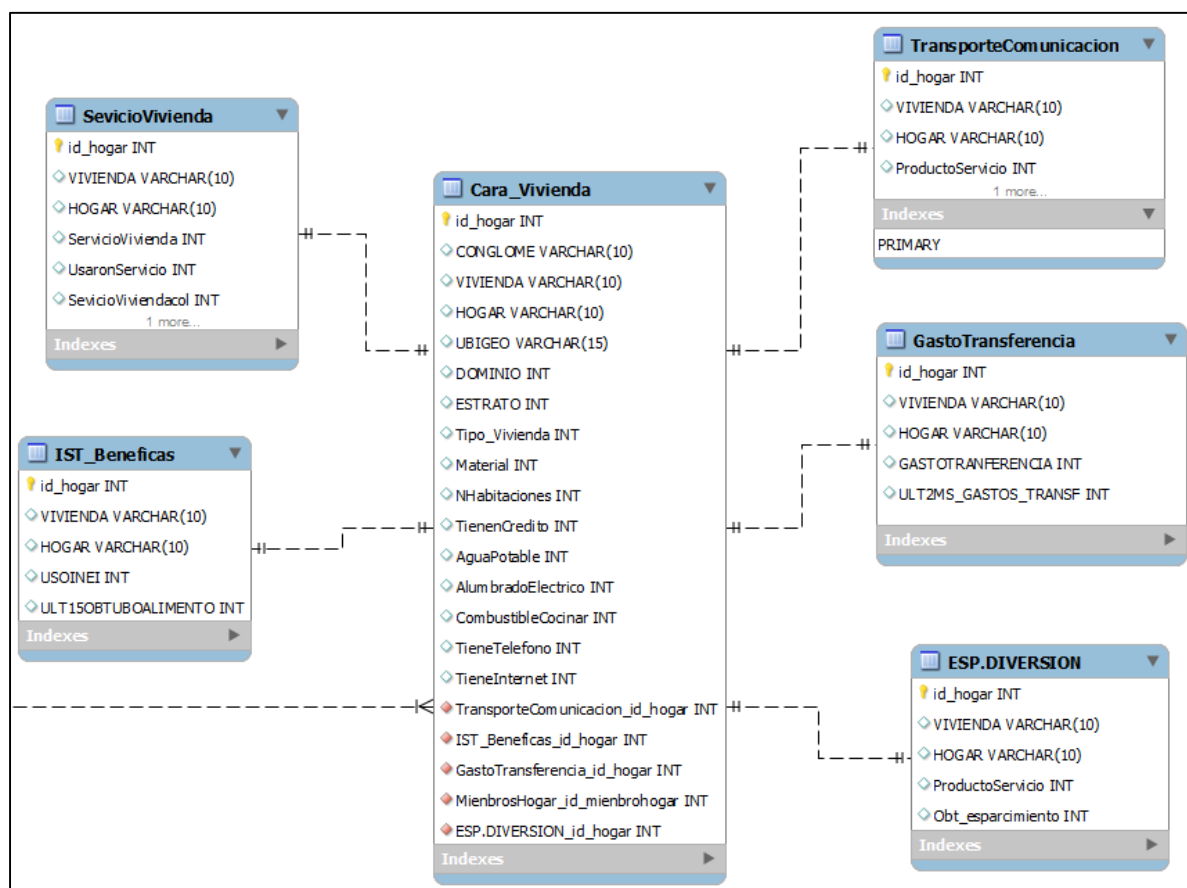 SevicioVivienda
id_hogar INT
VIVIENDA VARCHAR(10)
HOGAR VARCHAR(10)
ServicioVivienda INT
UsaronServicio INT
SevicioViviendacol INT
1 more...
Indexes
IST_Beneficas
id_hogar INT
VIVIENDA VARCHAR(10)
HOGAR VARCHAR(10)
USOINEI INT
ULT15OBTUBOALIMENTO INT
Indexes
Cara_Vivienda
id_hogar INT
CONGLOME VARCHAR(10)
VIVIENDA VARCHAR(10)
HOGAR VARCHAR(10)
UBIGEO VARCHAR(15)
DOMINIO INT
ESTRATO INT
Tipo_Vivienda INT
Material INT
NHabitaciones INT
TienenCredito INT
AguaPotable INT
AlumbradoElectrico INT
CombustibleCocinar INT
TieneTelefono INT
TieneInternet INT
TransporteComunicacion_id_hogar INT
IST_Beneficas_id_hogar INT
GastoTransferencia_id_hogar INT
MienbrosHogar_id_mienbrohogar INT
ESP.DIVERSION_id_hogar INT
Indexes
TransporteComunicacion
id_hogar INT
VIVIENDA VARCHAR(10)
HOGAR VARCHAR(10)
ProductoServicio INT
1 more...
Indexes
PRIMARY
GastoTransferencia
id_hogar INT
VIVIENDA VARCHAR(10)
HOGAR VARCHAR(10)
GASTOTRANFERENCIA INT
ULT2MS_GASTOS_TRANSF INT
Indexes
ESP.DIVERSION
id_hogar INT
VIVIENDA VARCHAR(10)
HOGAR VARCHAR(10)
ProductoServicio INT
Obt_esparcimiento INT
Indexes